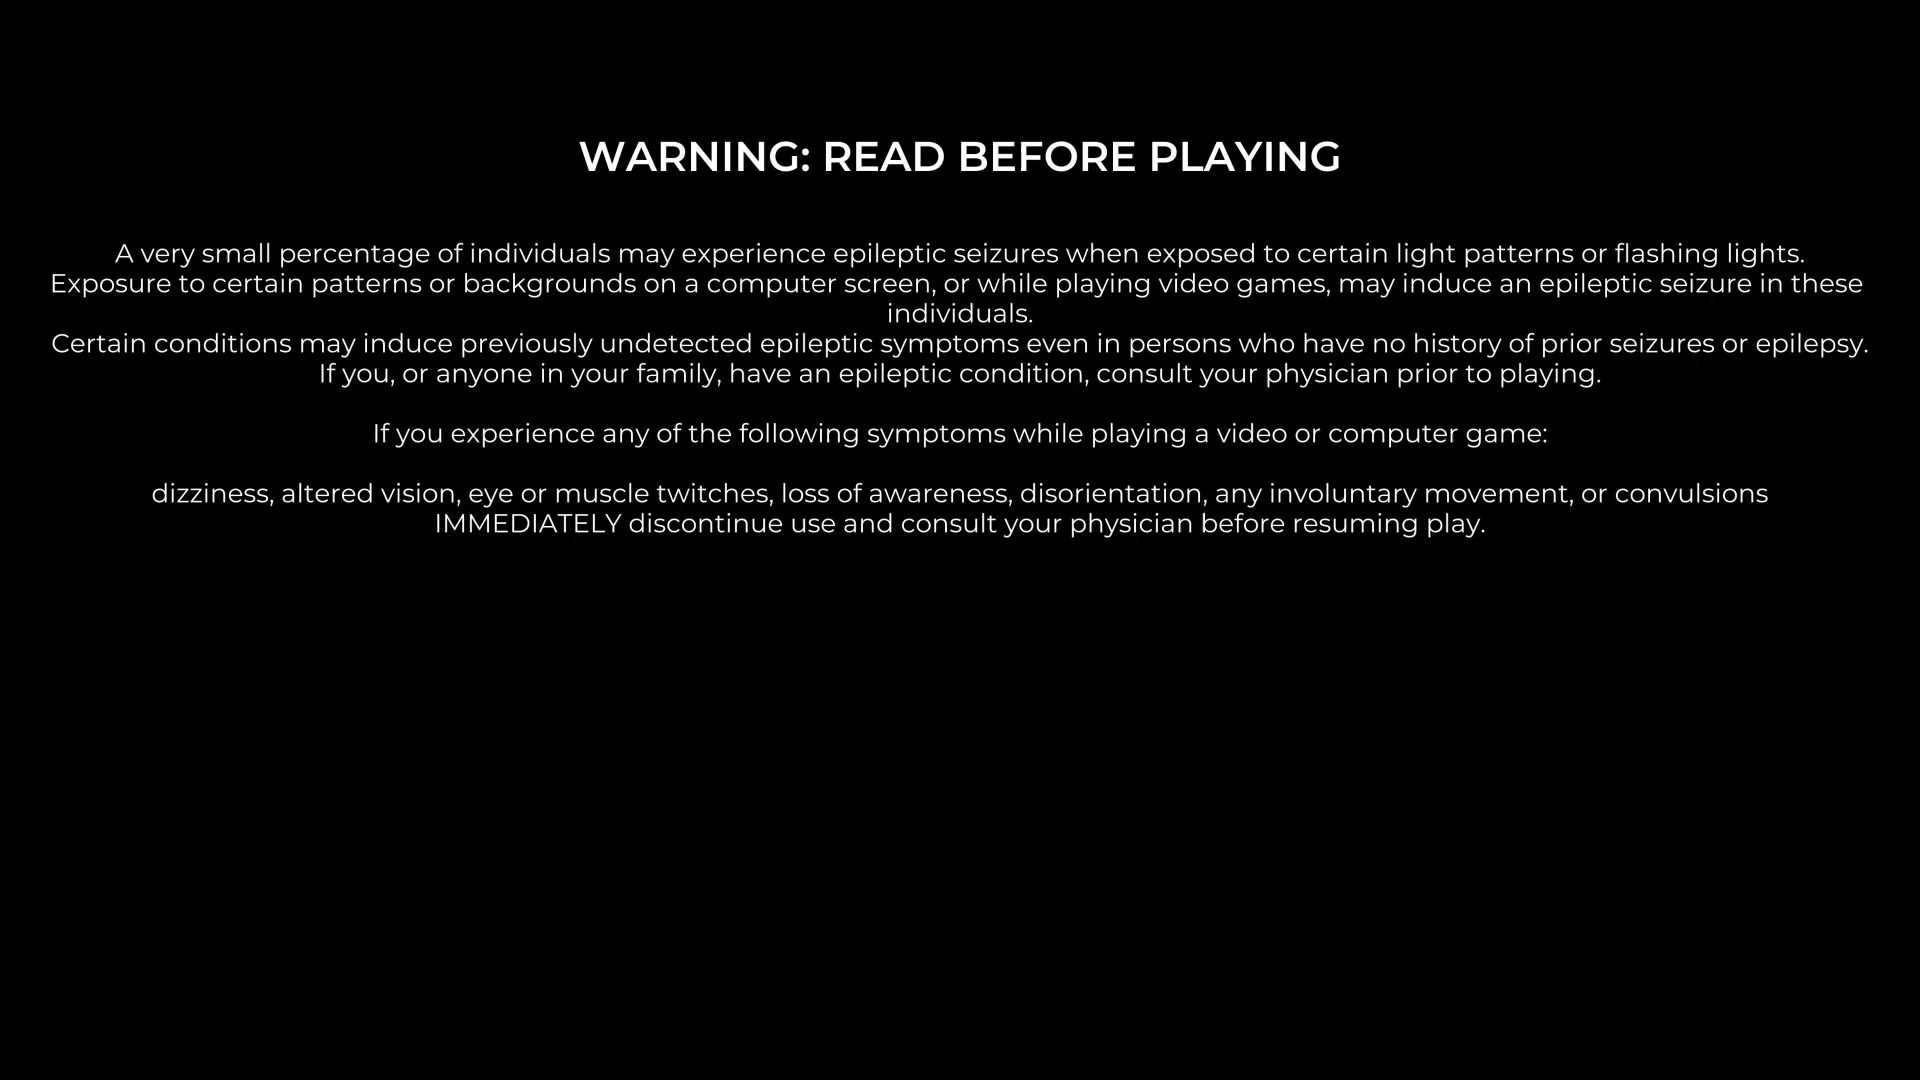 WARNING: READ BEFORE PLAYING
A very small percentage of individuals may experience epileptic seizures when exposed to certain light patterns or flashing lights.
Exposure to certain patterns or backgrounds on a computer screen, or while playing video games, may induce an epileptic seizure in these
individuals.
Certain conditions may induce previously undetected epileptic symptoms even in persons who have no history of prior seizures or epilepsy.
If you, or anyone in your family, have an epileptic condition, consult your physician prior to playing.
If you experience any of the following symptoms while playing a video or computer game:
dizziness, altered vision, eye or muscle twitches, loss of awareness, disorientation, any involuntary movement, or convulsions
IMMEDIATELY discontinue use and consult your physician before resuming play.